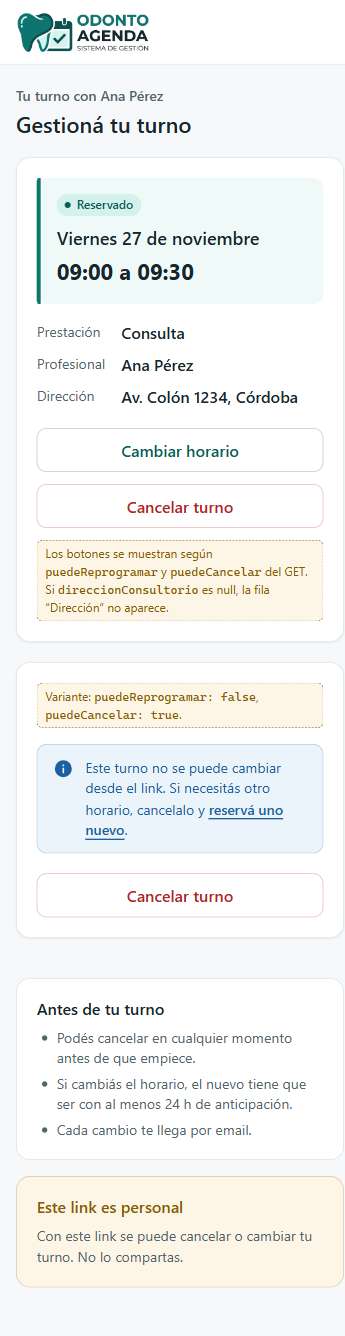 ODONTO
AGENDA
SISTEMA DE GESTIÓN
Tu turno con Ana Pérez
Gestioná tu turno
Reservado
Viernes 27 de noviembre
09:00 a 09:30
Prestación Consulta
Profesional Ana Pérez
Dirección Av. Colón 1234, Córdoba
Cambiar horario
Cancelar turno
Los botones se muestran según
puedeReprogramar y puedeCancelar del GET.
Si direccionConsultorio es null, la fila
"Dirección" no aparece.
Variante: puedeReprogramar: false,
puedeCancelar: true.
Este turno no se puede cambiar
desde el link. Si necesitás otro
horario, cancelalo y reservá uno
nuevo.
Cancelar turno
Antes de tu turno
• Podés cancelar en cualquier momento
antes de que empiece.
• Si cambiás el horario, el nuevo tiene que
ser con al menos 24 h de anticipación.
• Cada cambio te llega por email.
Este link es personal
Con este link se puede cancelar o cambiar tu
turno. No lo compartas.